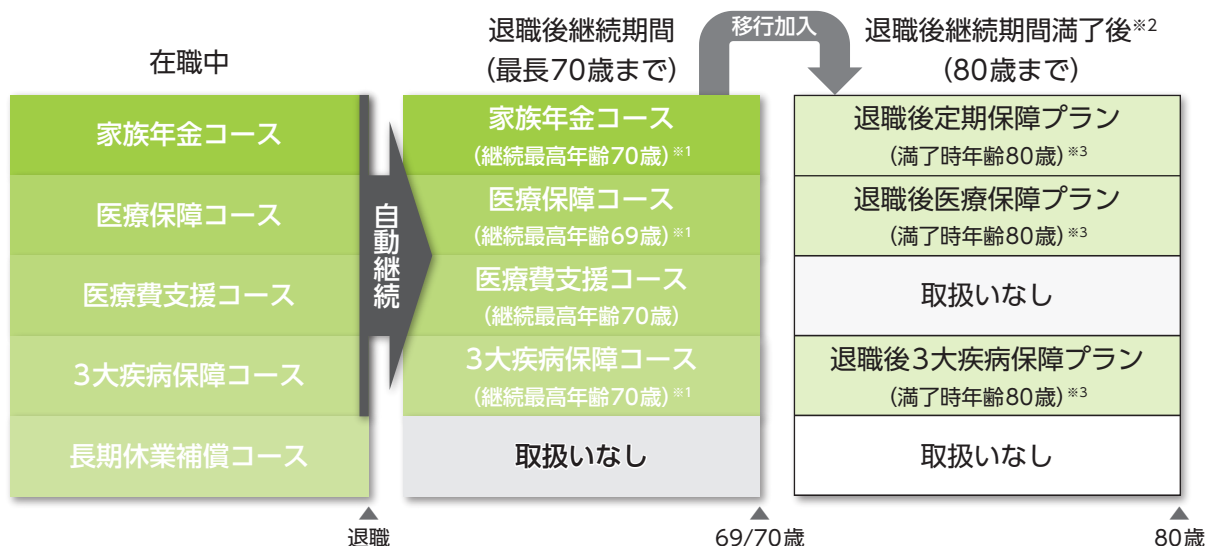 在職中
退職後継続期間
(最長70歳まで)
移行加入
退職後継続期間満了後※2
(80歳まで)
家族年金コース
医療保障コース
医療費支援コース
3大疾病保障コース
長期休業補償コース
自動継続
家族年金コース
(継続最高年齢70歳)※1
医療保障コース
(継続最高年齢69歳)※1
医療費支援コース
(継続最高年齢70歳)
3大疾病保障コース
(継続最高年齢70歳)※1
取扱いなし
退職後定期保障プラン
(満了時年齢80歳)※3
退職後医療保障プラン
(満了時年齢80歳)※3
取扱いなし
退職後3大疾病保障プラン
(満了時年齢80歳)※3
取扱いなし
退職
69/70歳
80歳